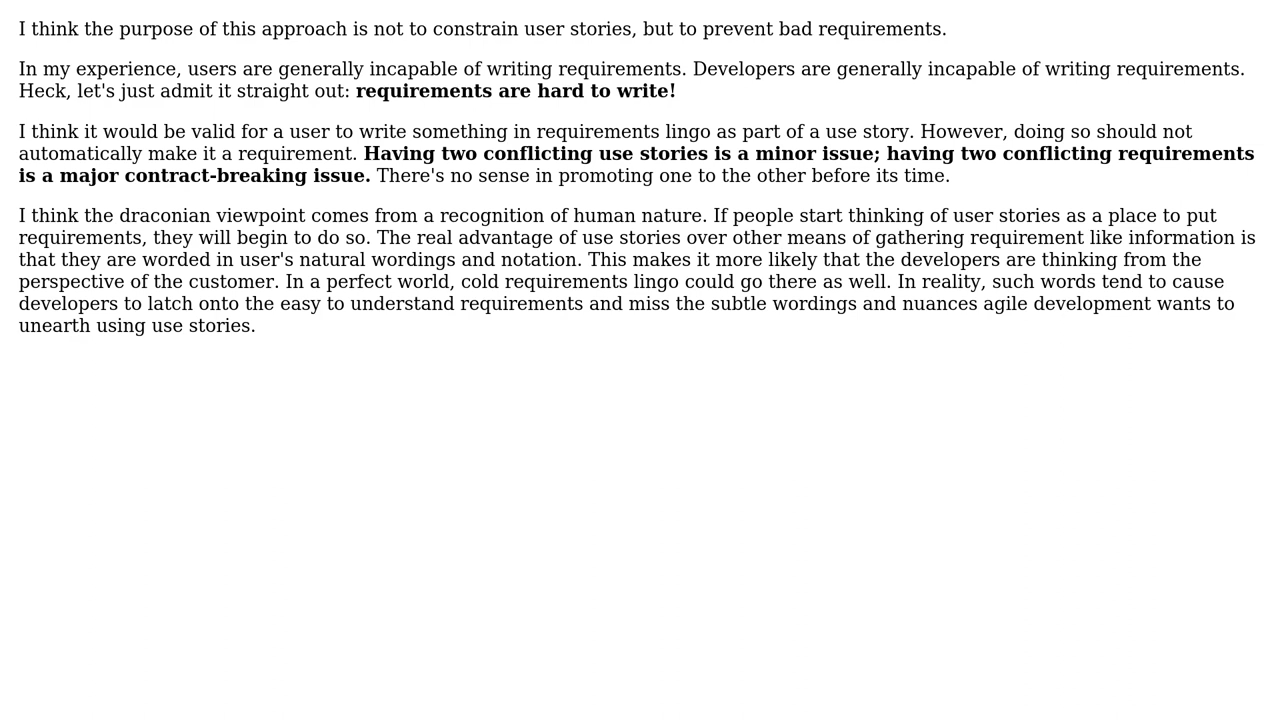 I think the purpose of this approach is not to constrain user stories, but to prevent bad requirements.
In my experience, users are generally incapable of writing requirements. Developers are generally incapable of writing requirements.
Heck, let's just admit it straight out: requirements are hard to write!
I think it would be valid for a user to write something in requirements lingo as part of a use story. However, doing so should not
automatically make it a requirement. Having two conflicting use stories is a minor issue; having two conflicting requirements
is a major contract-breaking issue. There's no sense in promoting one to the other before its time.
I think the draconian viewpoint comes from a recognition of human nature. If people start thinking of user stories as a place to put
requirements, they will begin to do so. The real advantage of use stories over other means of gathering requirement like information is
that they are worded in user's natural wordings and notation. This makes it more likely that the developers are thinking from the
perspective of the customer. In a perfect world, cold requirements lingo could go there as well. In reality, such words tend to cause
developers to latch onto the easy to understand requirements and miss the subtle wordings and nuances agile development wants to
unearth using use stories.